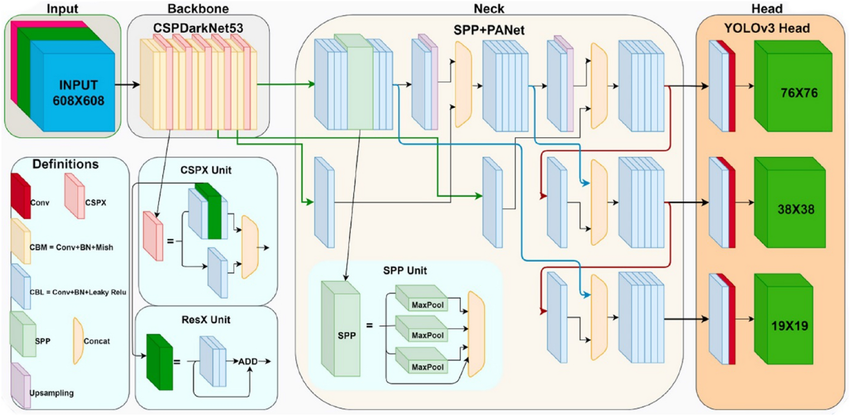 Input
Backbone
Neck
Head
CSPDarkNet53
SPP+PANet
YOLOv3 Head
INPUT
608X608
76X76
Definitions
CSPX Unit
Conv
CSPX
=
38X38
CBM = Conv+BN+Mish
SPP Unit
CBL = Conv+BN+Leaky Relu
MaxPool
ResX Unit
SPP
=
MaxPool
19X19
SPP
Concat
=
ADD
MaxPool
Upsampling